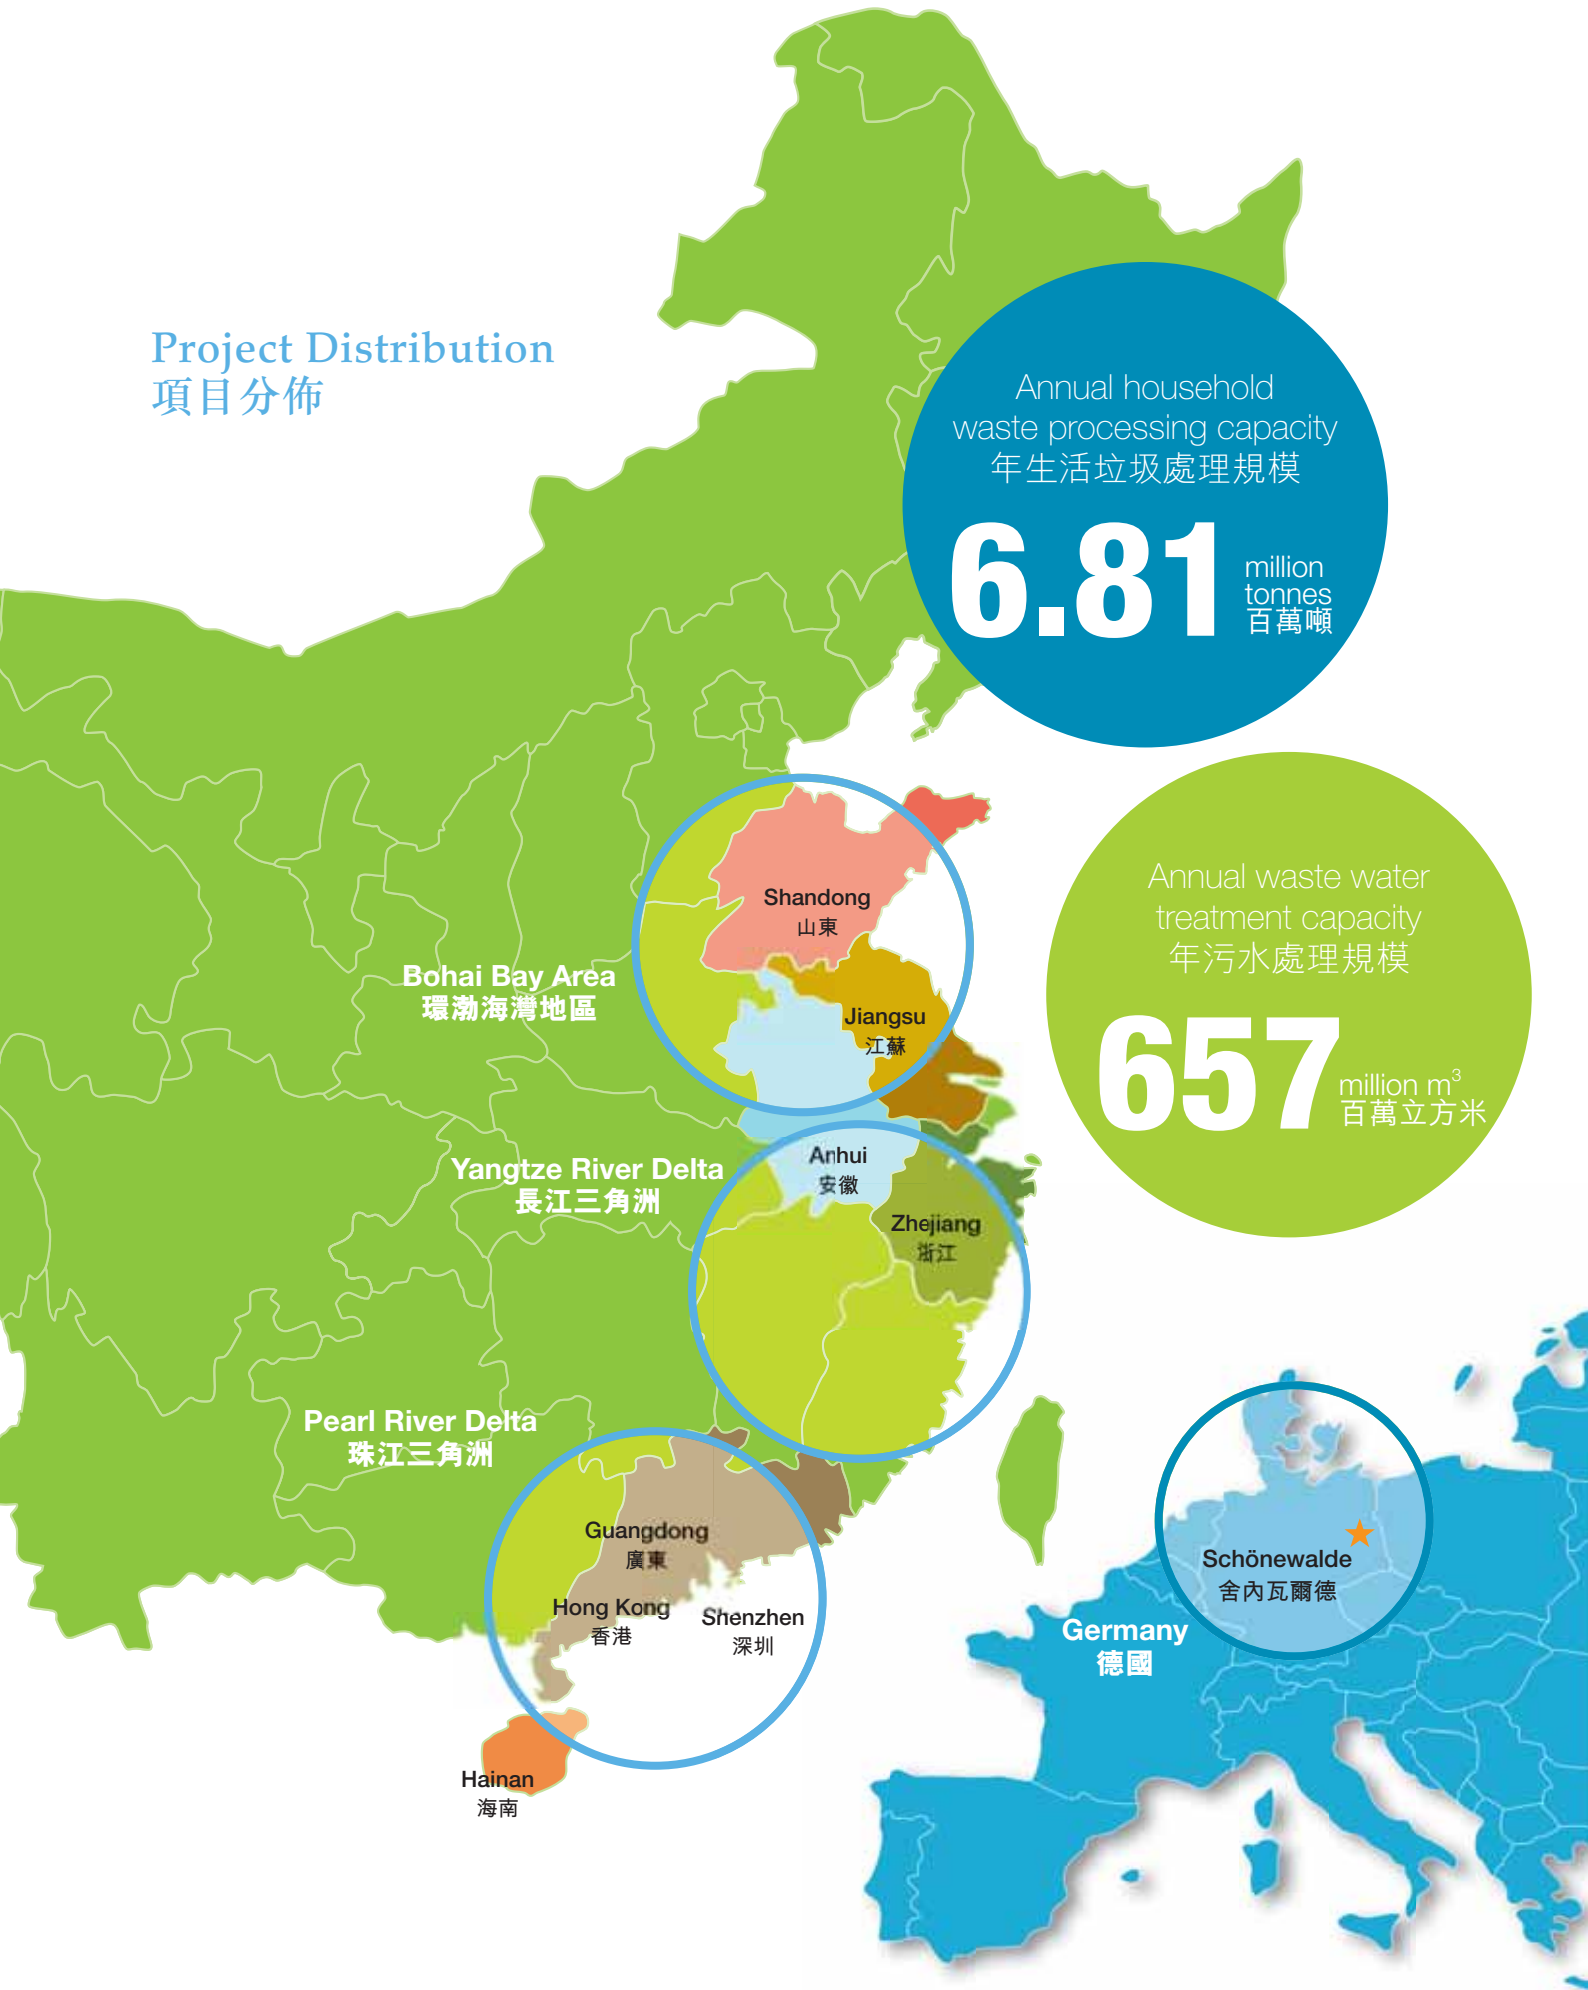 Project Distribution
項目分佈
Annual household
waste processing capacity
年生活垃圾處理規模
6.81
million
tonnes
百萬噸
Annual waste water
treatment capacity
年污水處理規模
657
million m³
百萬立方米
Shandong
山東
Bohai Bay Area
環渤海灣地區
Jiangsu
江蘇
Yangtze River Delta
長江三角洲
Anhui
安徽
Zhejiang
浙江
Pearl River Delta
珠江三角洲
Guangdong
廣東
Hong Kong
香港
Shenzhen
深圳
Hainan
海南
Schönewalde
舍內瓦爾德
Germany
德國